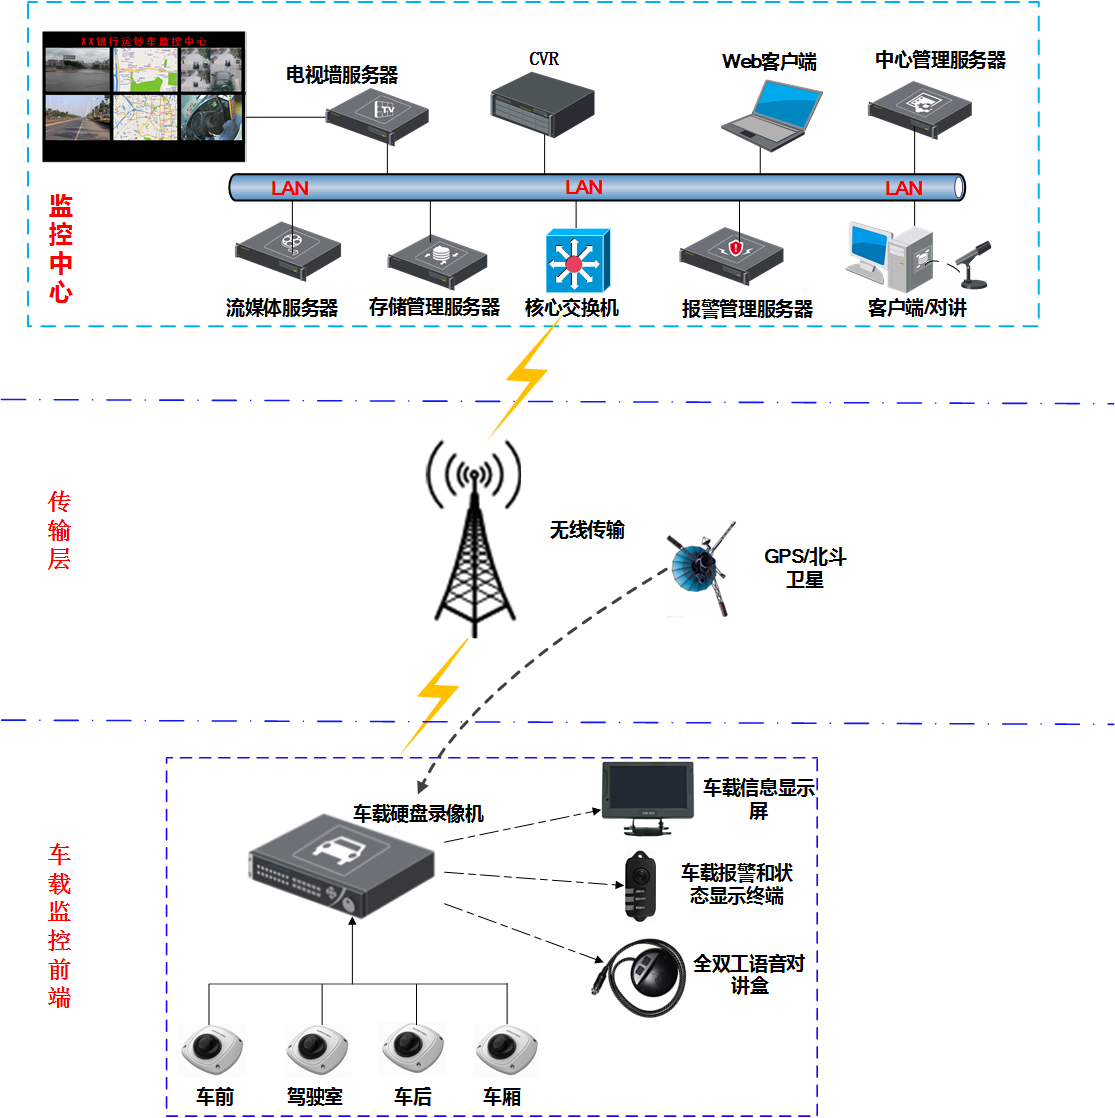 XX银行运钞车监控中心
电视墙服务器
CVR
Web客户端
中心管理服务器
TV
LAN
LAN
LAN
监控中心
流媒体服务器
存储管理服务器
核心交换机
报警管理服务器
客户端/对讲
传输层
无线传输
GPS/北斗
卫星
车载监控前端
车载硬盘录像机
车载信息显示
屏
车载报警和状
态显示终端
全双工语音对
讲盒
车前
驾驶室
车后
车厢